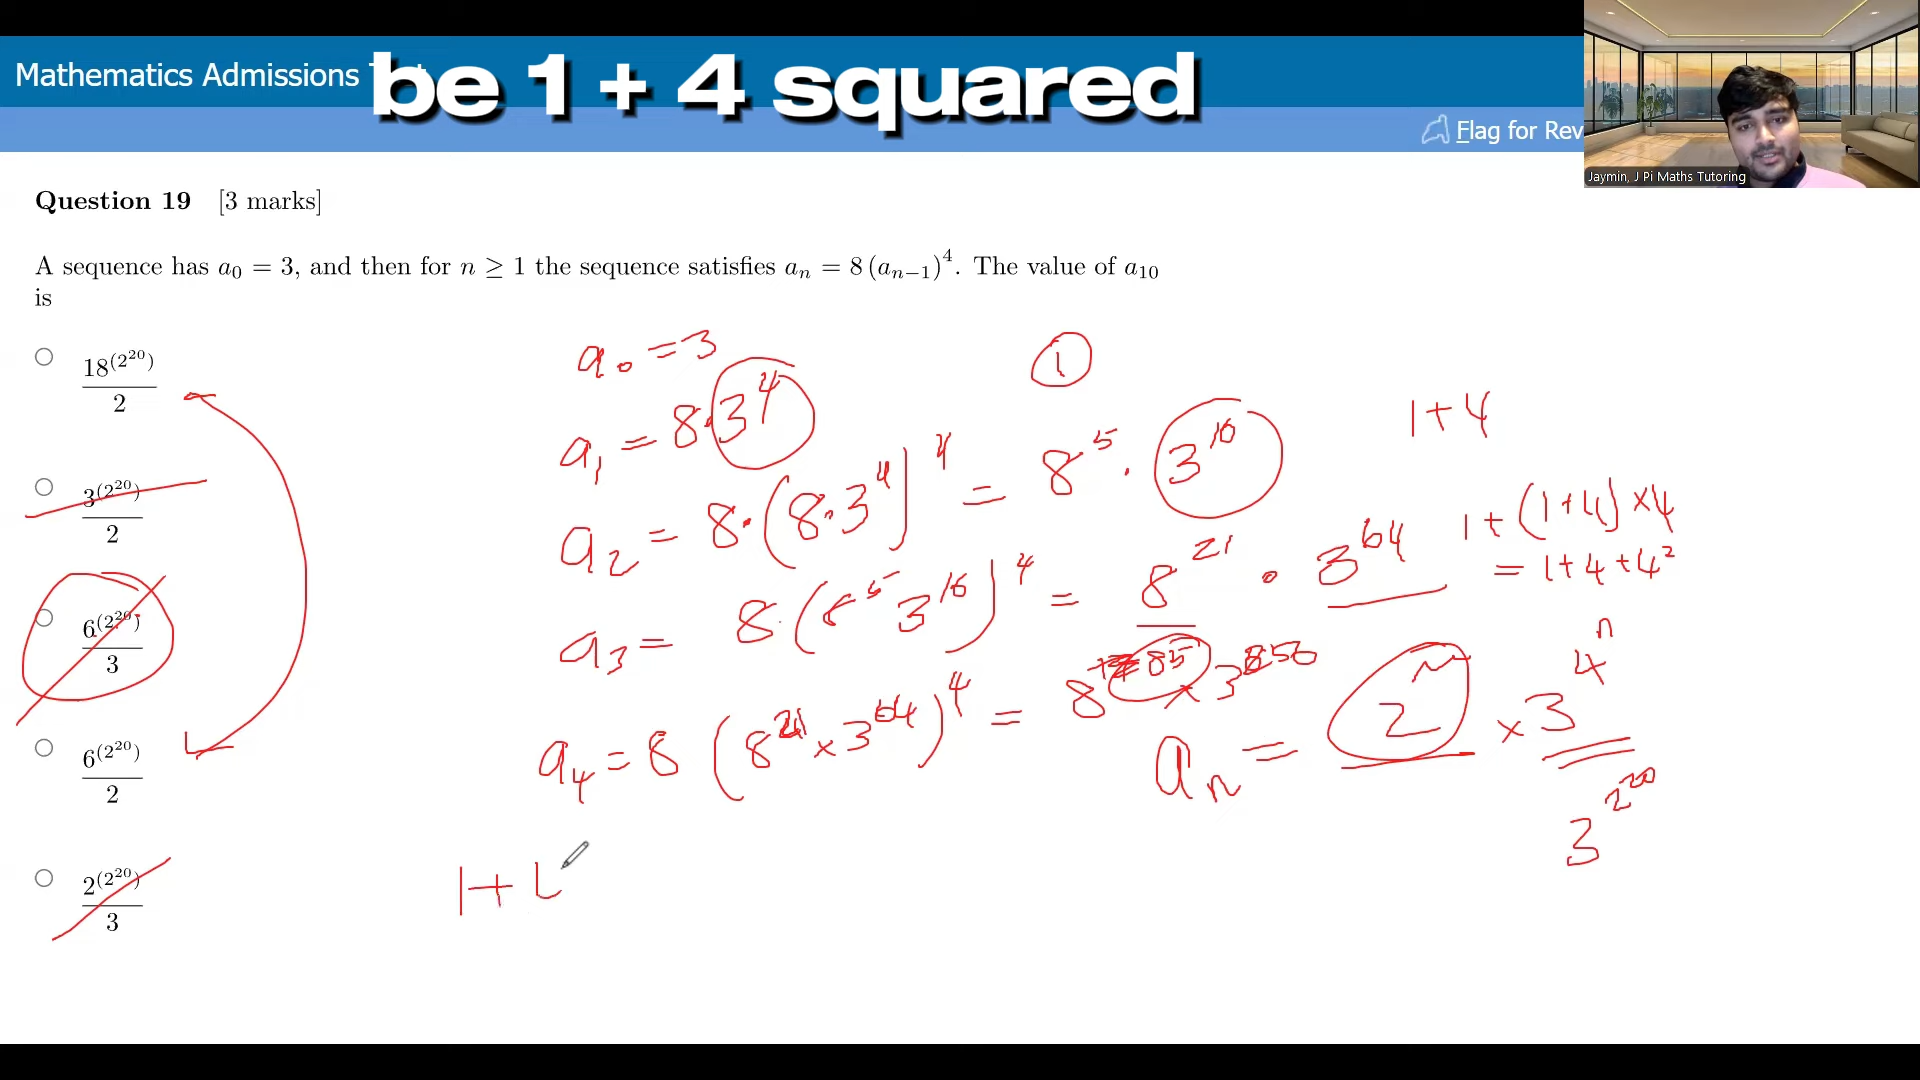 Mathematics Admissions
be 1 + 4 squared
Flag for Rev
Jaymin, J Pi Maths Tutoring
Question 19 [3 marks]
A sequence has a₀ = 3, and then for n ≥ 1 the sequence satisfies aₙ = 8 (aₙ₋₁)⁴. The value of a₁₀
is
18^(2^20)/2
3^(2^20)/2
6^(2^20)/3
6^(2^20)/2
2^(2^20)/3
a₀ = 3
①
a₁ = 8·3⁴
1+4
a₂ = 8·(8·3⁴)⁴ = 8⁵ · 3¹⁶
1+(1+4)×4
= 1+4+4²
a₃ = 8·(8⁵ 3¹⁶)⁴ = 8²¹ · 3⁶⁴
a₄ = 8 (8²¹ × 3⁶⁴)⁴ = 8⁸⁵ × 3²⁵⁶
aₙ = 2 × 3^(4^n)
3^(2^20)
1+